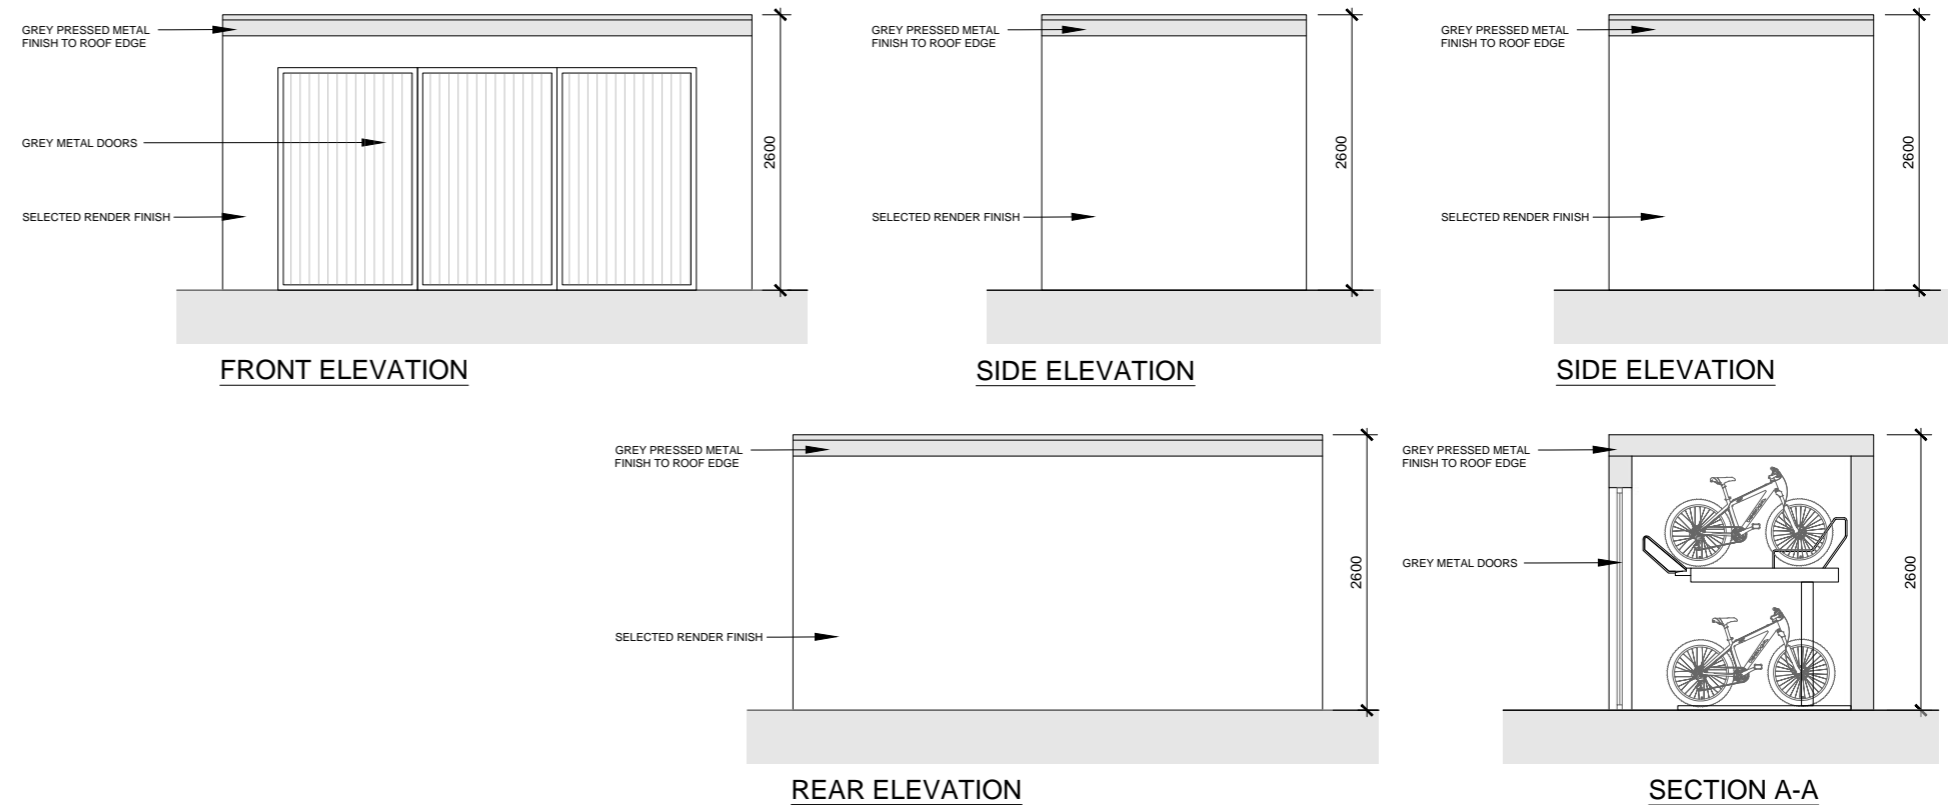 GREY PRESSED METAL
FINISH TO ROOF EDGE
GREY METAL DOORS
SELECTED RENDER FINISH
2600
FRONT ELEVATION
GREY PRESSED METAL
FINISH TO ROOF EDGE
SELECTED RENDER FINISH
2600
SIDE ELEVATION
GREY PRESSED METAL
FINISH TO ROOF EDGE
SELECTED RENDER FINISH
2600
SIDE ELEVATION
GREY PRESSED METAL
FINISH TO ROOF EDGE
SELECTED RENDER FINISH
2600
REAR ELEVATION
GREY PRESSED METAL
FINISH TO ROOF EDGE
GREY METAL DOORS
2600
SECTION A-A